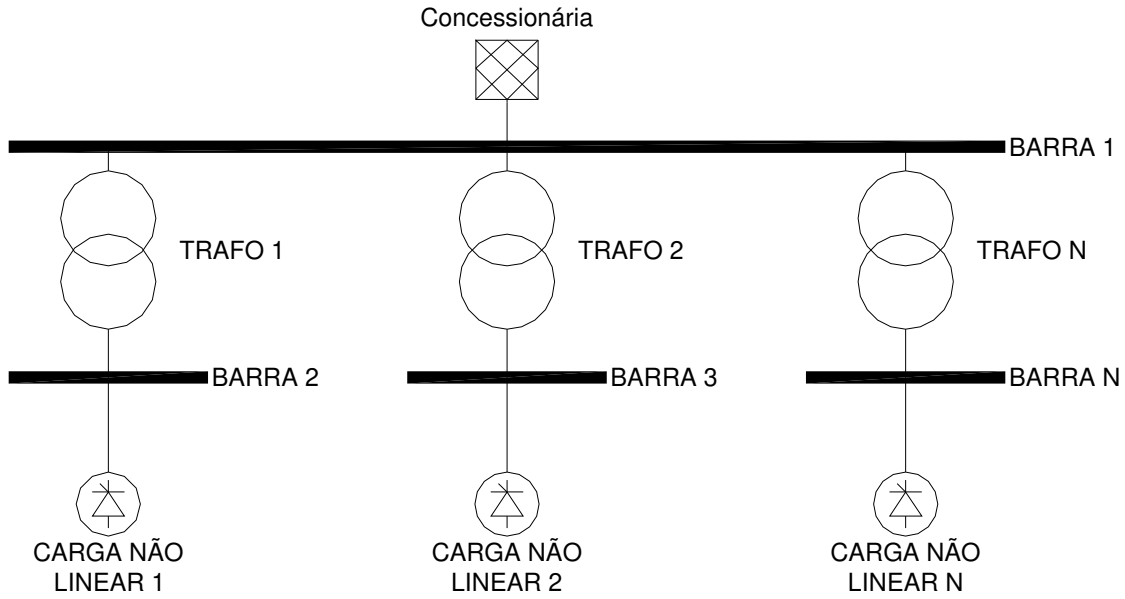 Concessionária
BARRA 1
TRAFO 1
TRAFO 2
TRAFO N
BARRA 2
BARRA 3
BARRA N
CARGA NÃO
LINEAR 1
CARGA NÃO
LINEAR 2
CARGA NÃO
LINEAR N